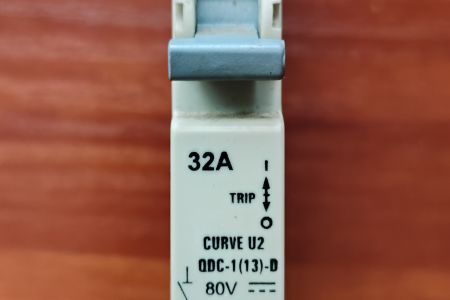 32A
I
TRIP
O
CURVE U2
QDC-1(13)-D
80V